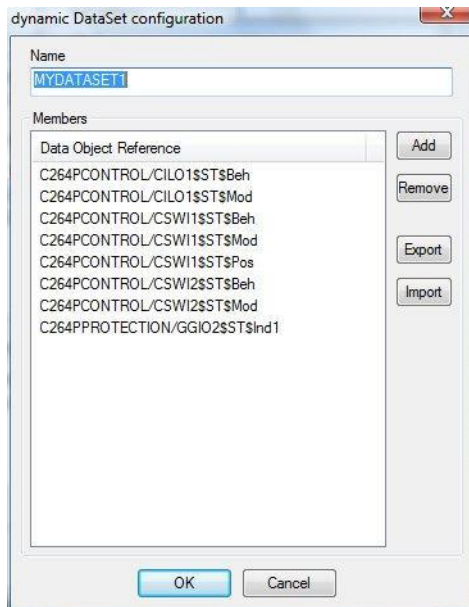 dynamic DataSet configuration
Name
MYDATASET1
Members
Data Object Reference
Add
C264PCONTROL/CILO1$ST$Beh
C264PCONTROL/CILO1$ST$Mod
Remove
C264PCONTROL/CSWI1$ST$Beh
C264PCONTROL/CSWI1$ST$Mod
C264PCONTROL/CSWI1$ST$Pos
Export
C264PCONTROL/CSWI2$ST$Beh
C264PCONTROL/CSWI2$ST$Mod
Import
C264PPROTECTION/GGIO2$ST$Ind1
OK
Cancel